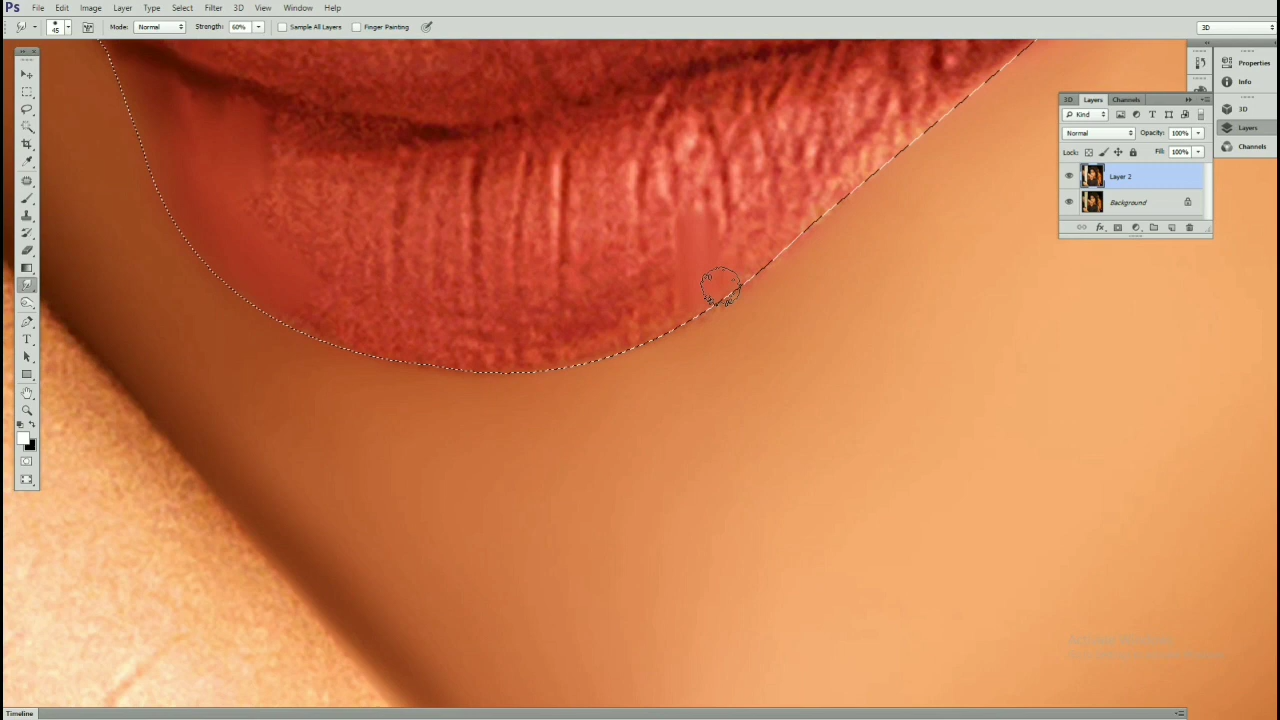 Ps File Edit Image Layer Type Select Filter 3D View Window Help
45 Mode: Normal Strength: 60% Sample All Layers Finger Painting 3D
Properties
Info
3D
Layers
Channels
3D Layers Channels
Kind
Normal Opacity: 100%
Lock: Fill: 100%
Layer 2
Background
Timeline